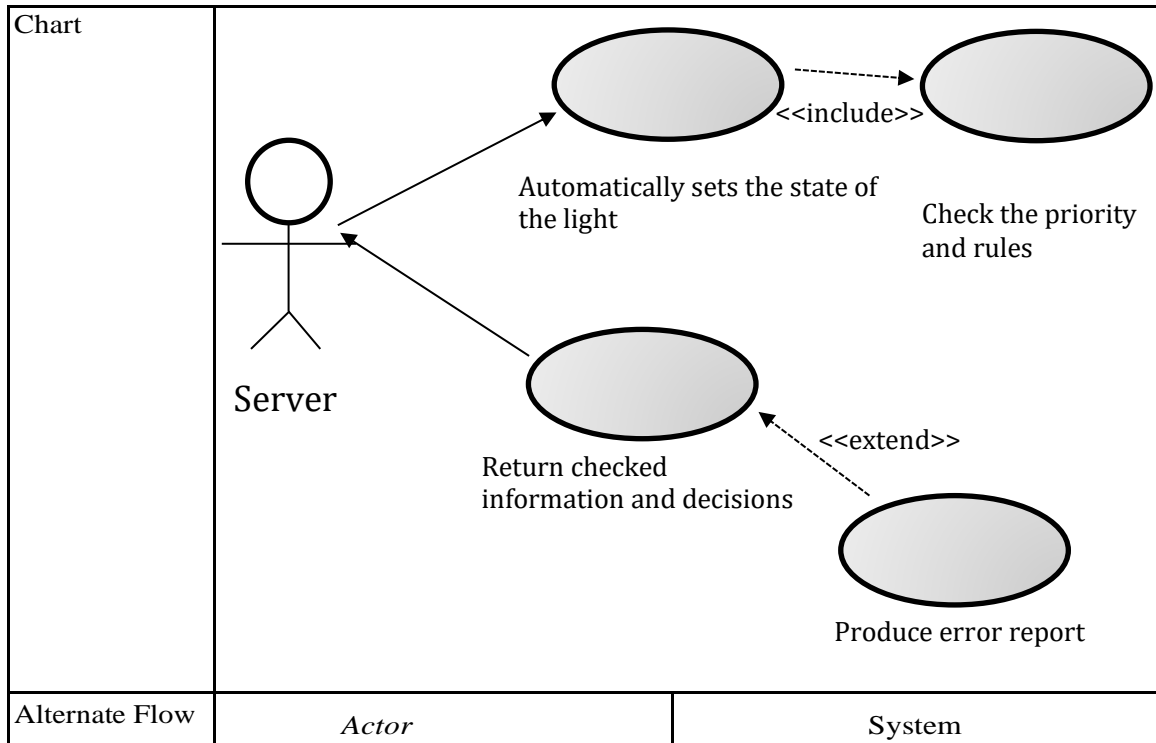 Chart
<<include>>
Automatically sets the state of
the light
Check the priority
and rules
Server
<<extend>>
Return checked
information and decisions
Produce error report
Alternate Flow
Actor
System